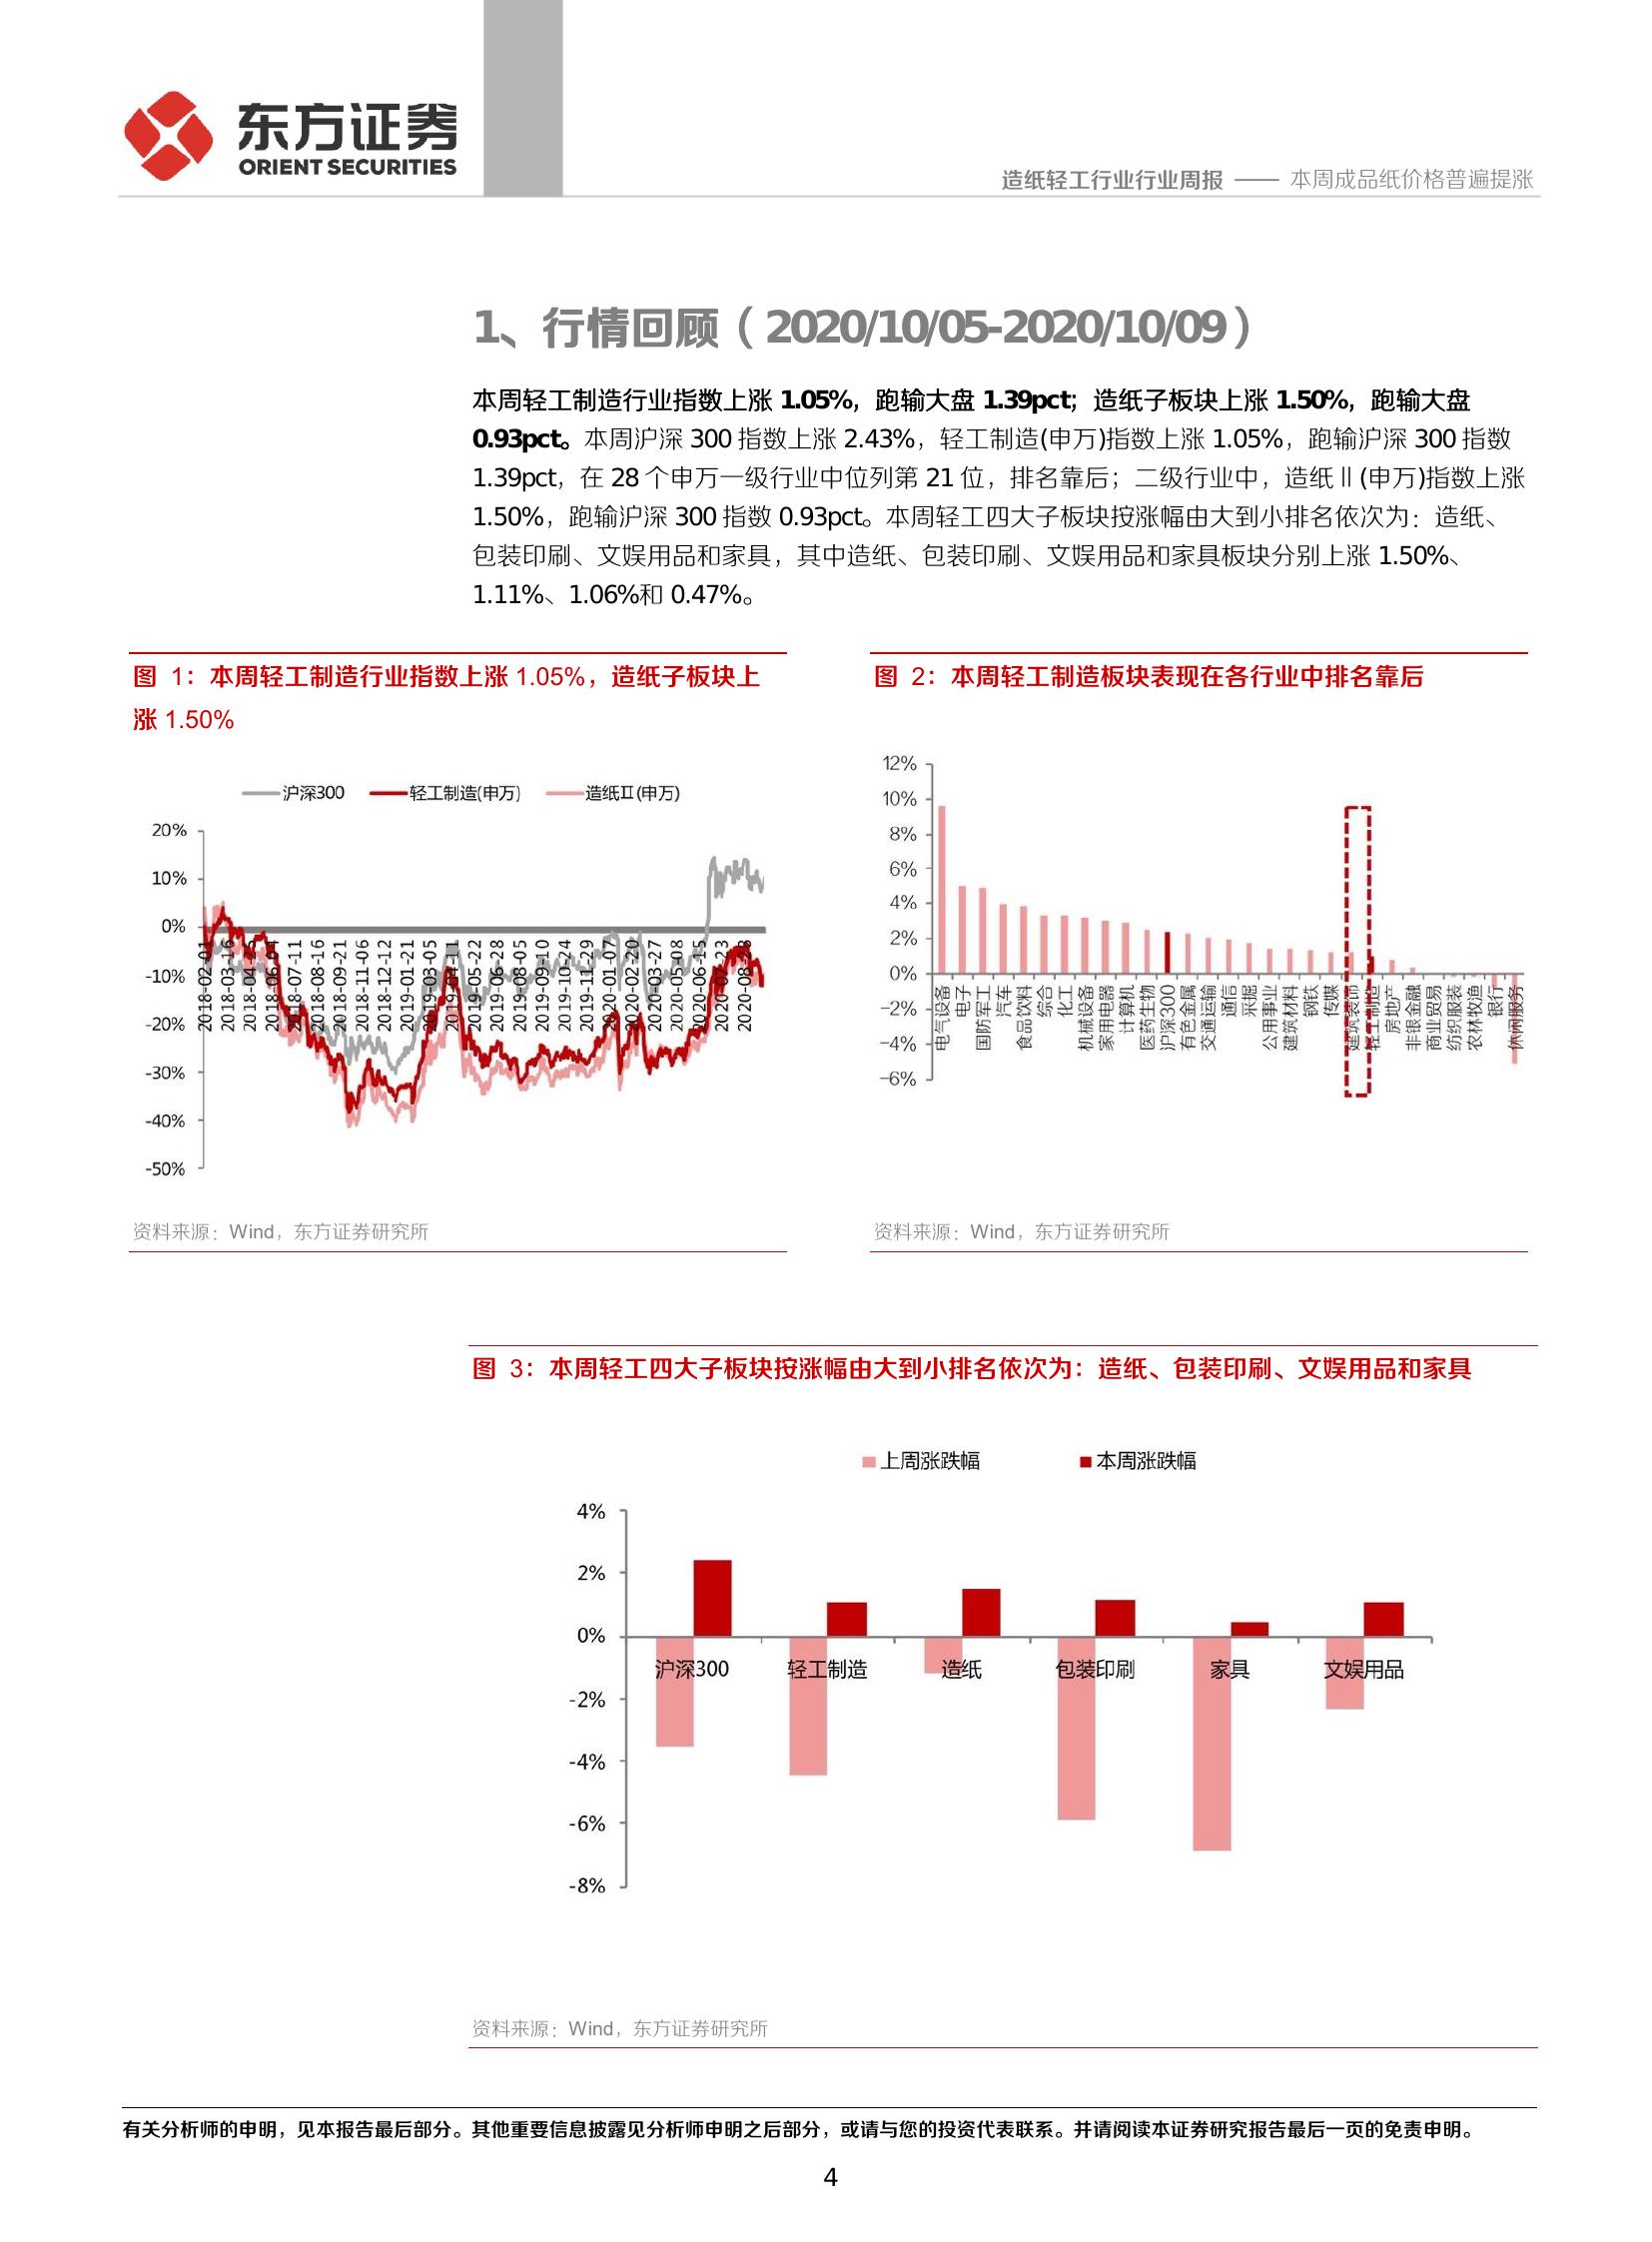 东方证券
ORIENT SECURITIES
造纸轻工行业行业周报 —— 本周成品纸价格普遍提涨
1、行情回顾（2020/10/05-2020/10/09）
本周轻工制造行业指数上涨 1.05%，跑输大盘 1.39pct；造纸子板块上涨 1.50%，跑输大盘
0.93pct。本周沪深 300 指数上涨 2.43%，轻工制造(申万)指数上涨 1.05%，跑输沪深 300 指数
1.39pct，在 28 个申万一级行业中位列第 21 位，排名靠后；二级行业中，造纸Ⅱ(申万)指数上涨
1.50%，跑输沪深 300 指数 0.93pct。本周轻工四大子板块按涨幅由大到小排名依次为：造纸、
包装印刷、文娱用品和家具，其中造纸、包装印刷、文娱用品和家具板块分别上涨 1.50%、
1.11%、1.06%和 0.47%。
图 1：本周轻工制造行业指数上涨 1.05%，造纸子板块上
涨 1.50%
沪深300 轻工制造(申万) 造纸Ⅱ(申万)
20%
10%
0%
-10%
-20%
-30%
-40%
-50%
2018-02-01
2018-03-16
2018-04-25
2018-06-04
2018-07-11
2018-08-16
2018-09-21
2018-11-06
2018-12-12
2019-01-21
2019-03-05
2019-04-11
2019-05-22
2019-06-28
2019-08-05
2019-09-10
2019-10-24
2019-11-29
2020-01-07
2020-02-20
2020-03-27
2020-05-08
2020-06-15
2020-07-23
2020-08-28
资料来源：Wind，东方证券研究所
图 2：本周轻工制造板块表现在各行业中排名靠后
12%
10%
8%
6%
4%
2%
0%
-2%
-4%
-6%
电气设备
电子
国防军工
汽车
食品饮料
综合
化工
机械设备
家用电器
计算机
医药生物
沪深300
有色金属
交通运输
通信
采掘
公用事业
建筑材料
钢铁
传媒
建筑装饰
轻工制造
房地产
非银金融
商业贸易
纺织服装
农林牧渔
银行
休闲服务
资料来源：Wind，东方证券研究所
图 3：本周轻工四大子板块按涨幅由大到小排名依次为：造纸、包装印刷、文娱用品和家具
上周涨跌幅 本周涨跌幅
4%
2%
0%
-2%
-4%
-6%
-8%
沪深300 轻工制造 造纸 包装印刷 家具 文娱用品
资料来源：Wind，东方证券研究所
有关分析师的申明，见本报告最后部分。其他重要信息披露见分析师申明之后部分，或请与您的投资代表联系。并请阅读本证券研究报告最后一页的免责申明。
4